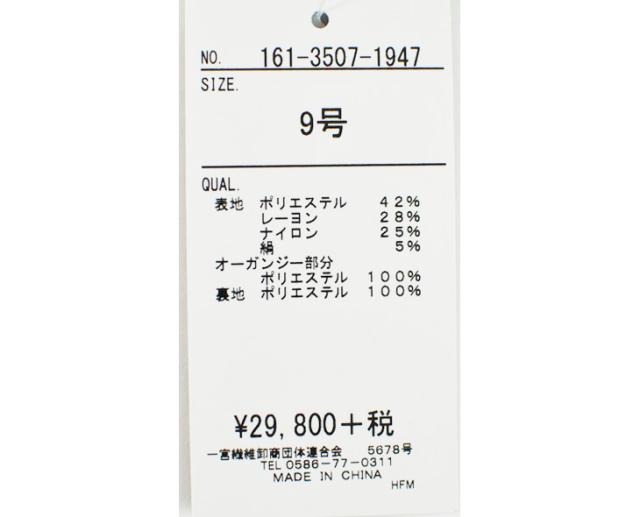 NO. 161-3507-1947
SIZE.
9号
QUAL.
表地 ポリエステル 42%
レーヨン 28%
ナイロン 25%
絹 5%
オーガンジー部分
ポリエステル 100%
裏地 ポリエステル 100%
¥29,800+税
一宮繊維卸商団体連合会 5678号
TEL 0586-77-0311
MADE IN CHINA
HFM